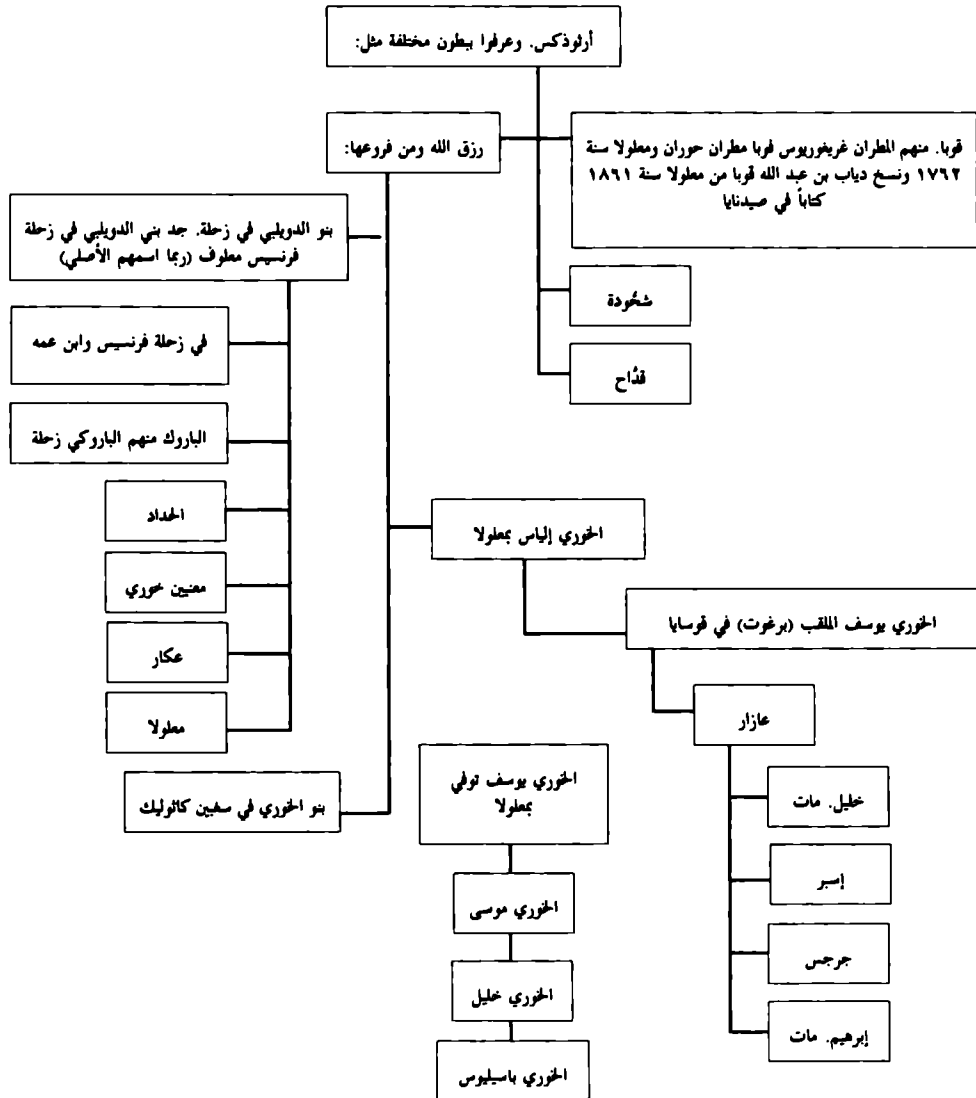 أرثوذكس. وعرفوا ببطون مختلفة مثل:
رزق الله ومن فروعها:
قوبا. منهم المطران غريغوريوس قوبا مطران حوران ومعلولا سنة
١٧٦٢ ونسخ دياب بن عبد الله قوبا من معلولا سنة ١٨٦١
كتاباً في صيدنايا
بنو الدويلبي في زحلة. جد بني الدويلبي في زحلة
فرنسيس معلوف (ربما اسمهم الأصلي)
شحُّودة
في زحلة فرنسيس وابن عمه
قدَّاح
الباروك منهم الباروكي زحلة
الحداد
الخوري إلياس بمعلولا
معنيين خوري
الخوري يوسف الملقب (برغوت) في قوسايا
عكار
معلولا
عازار
الخوري يوسف توفي
بمعلولا
بنو الخوري في سغبين كاثوليك
خليل. مات
إسبر
الخوري موسى
جرجس
الخوري خليل
إبرهيم. مات
الخوري باسيليوس